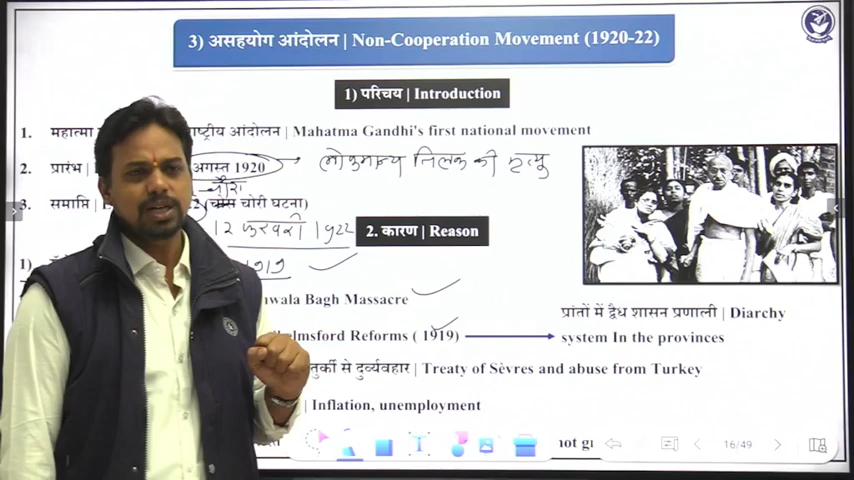 3) असहयोग आंदोलन | Non-Cooperation Movement (1920-22)
1) परिचय | Introduction
1. महात्मा राष्ट्रीय आंदोलन | Mahatma Gandhi's first national movement
2. प्रारंभ | अगस्त 1920 → लोकमान्य तिलक की मृत्यु
चौरा
3. समाप्ति | चोरी घटना)
12 फरवरी 1922
2. कारण | Reason
1) 1919
nwala Bagh Massacre
प्रांतों में द्वैध शासन प्रणाली | Diarchy
lmsford Reforms ( 1919)
system In the provinces
तुर्की से दुर्व्यवहार | Treaty of Sèvres and abuse from Turkey
| Inflation, unemployment
not
16/49